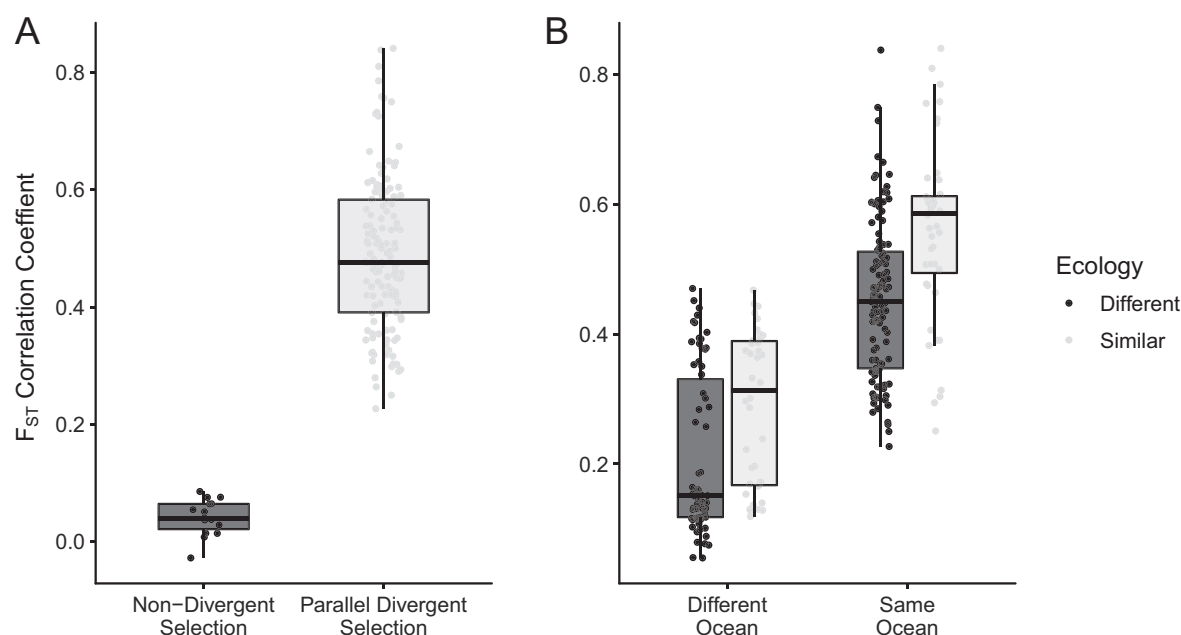 A
F_ST Correlation Coeffient
0.8
0.6
0.4
0.2
0.0
Non−Divergent
Selection
Parallel Divergent
Selection
B
0.8
0.6
0.4
0.2
Different
Ocean
Same
Ocean
Ecology
Different
Similar